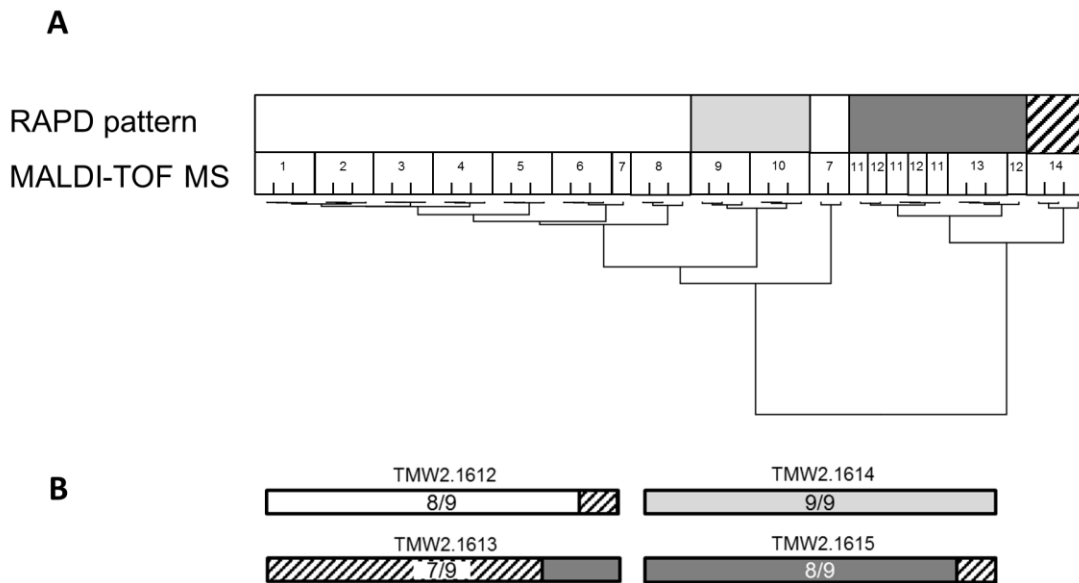 A
RAPD pattern
MALDI-TOF MS
1 2 3 4 5 6 7 8 9 10 7 11 12 11 12 11 13 12 14
B
TMW2.1612 TMW2.1614
8/9 9/9
TMW2.1613 TMW2.1615
7/9 8/9